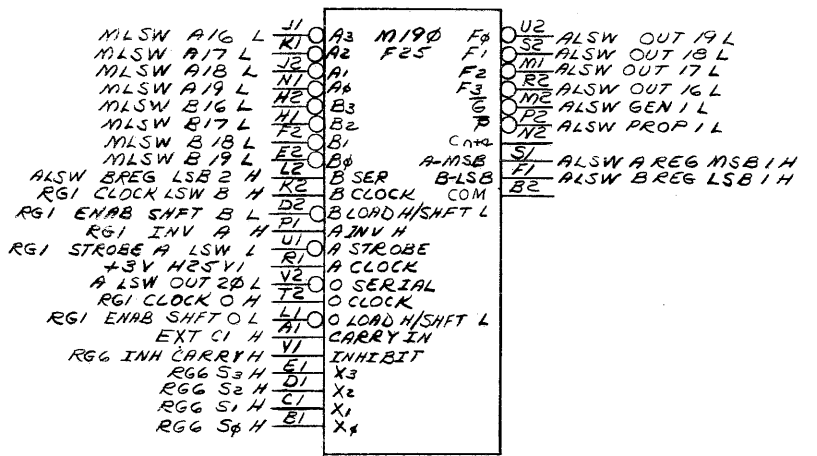 MLSW A16 L J1 A3 M190 F0 U2 ALSW OUT 19 L
MLSW A17 L K1 A2 F25 F1 S2 ALSW OUT 18 L
MLSW A18 L J2 A1 F2 M1 ALSW OUT 17 L
MLSW A19 L N1 A0 F3 R2 ALSW OUT 16 L
MLSW B16 L H2 B3 G M2 ALSW GEN 1 L
MLSW B17 L H1 B2 P P2 ALSW PROP 1 L
MLSW B18 L F2 B1 Cn+4 N2
MLSW B19 L E2 B0 A-MSB S1 ALSW A REG MSB 1 H
ALSW BREG LSB 2 H L2 B SER B-LSB F1 ALSW B REG LSB 1 H
RG1 CLOCK LSW B H K2 B CLOCK COM B2
RG1 ENAB SHFT B L D2 B LOAD H/SHFT L
RG1 INV A H P1 A INV H
RG1 STROBE A LSW L U1 A STROBE
+3V H25V1 R1 A CLOCK
A LSW OUT 20 L V2 O SERIAL
RG1 CLOCK O H T2 O CLOCK
RG1 ENAB SHFT O L L1 O LOAD H/SHFT L
EXT C1 H A1 CARRY IN
RG6 INH CARRY H V1 INHIBIT
RG6 S3 H E1 X3
RG6 S2 H D1 X2
RG6 S1 H C1 X1
RG6 S0 H B1 X0